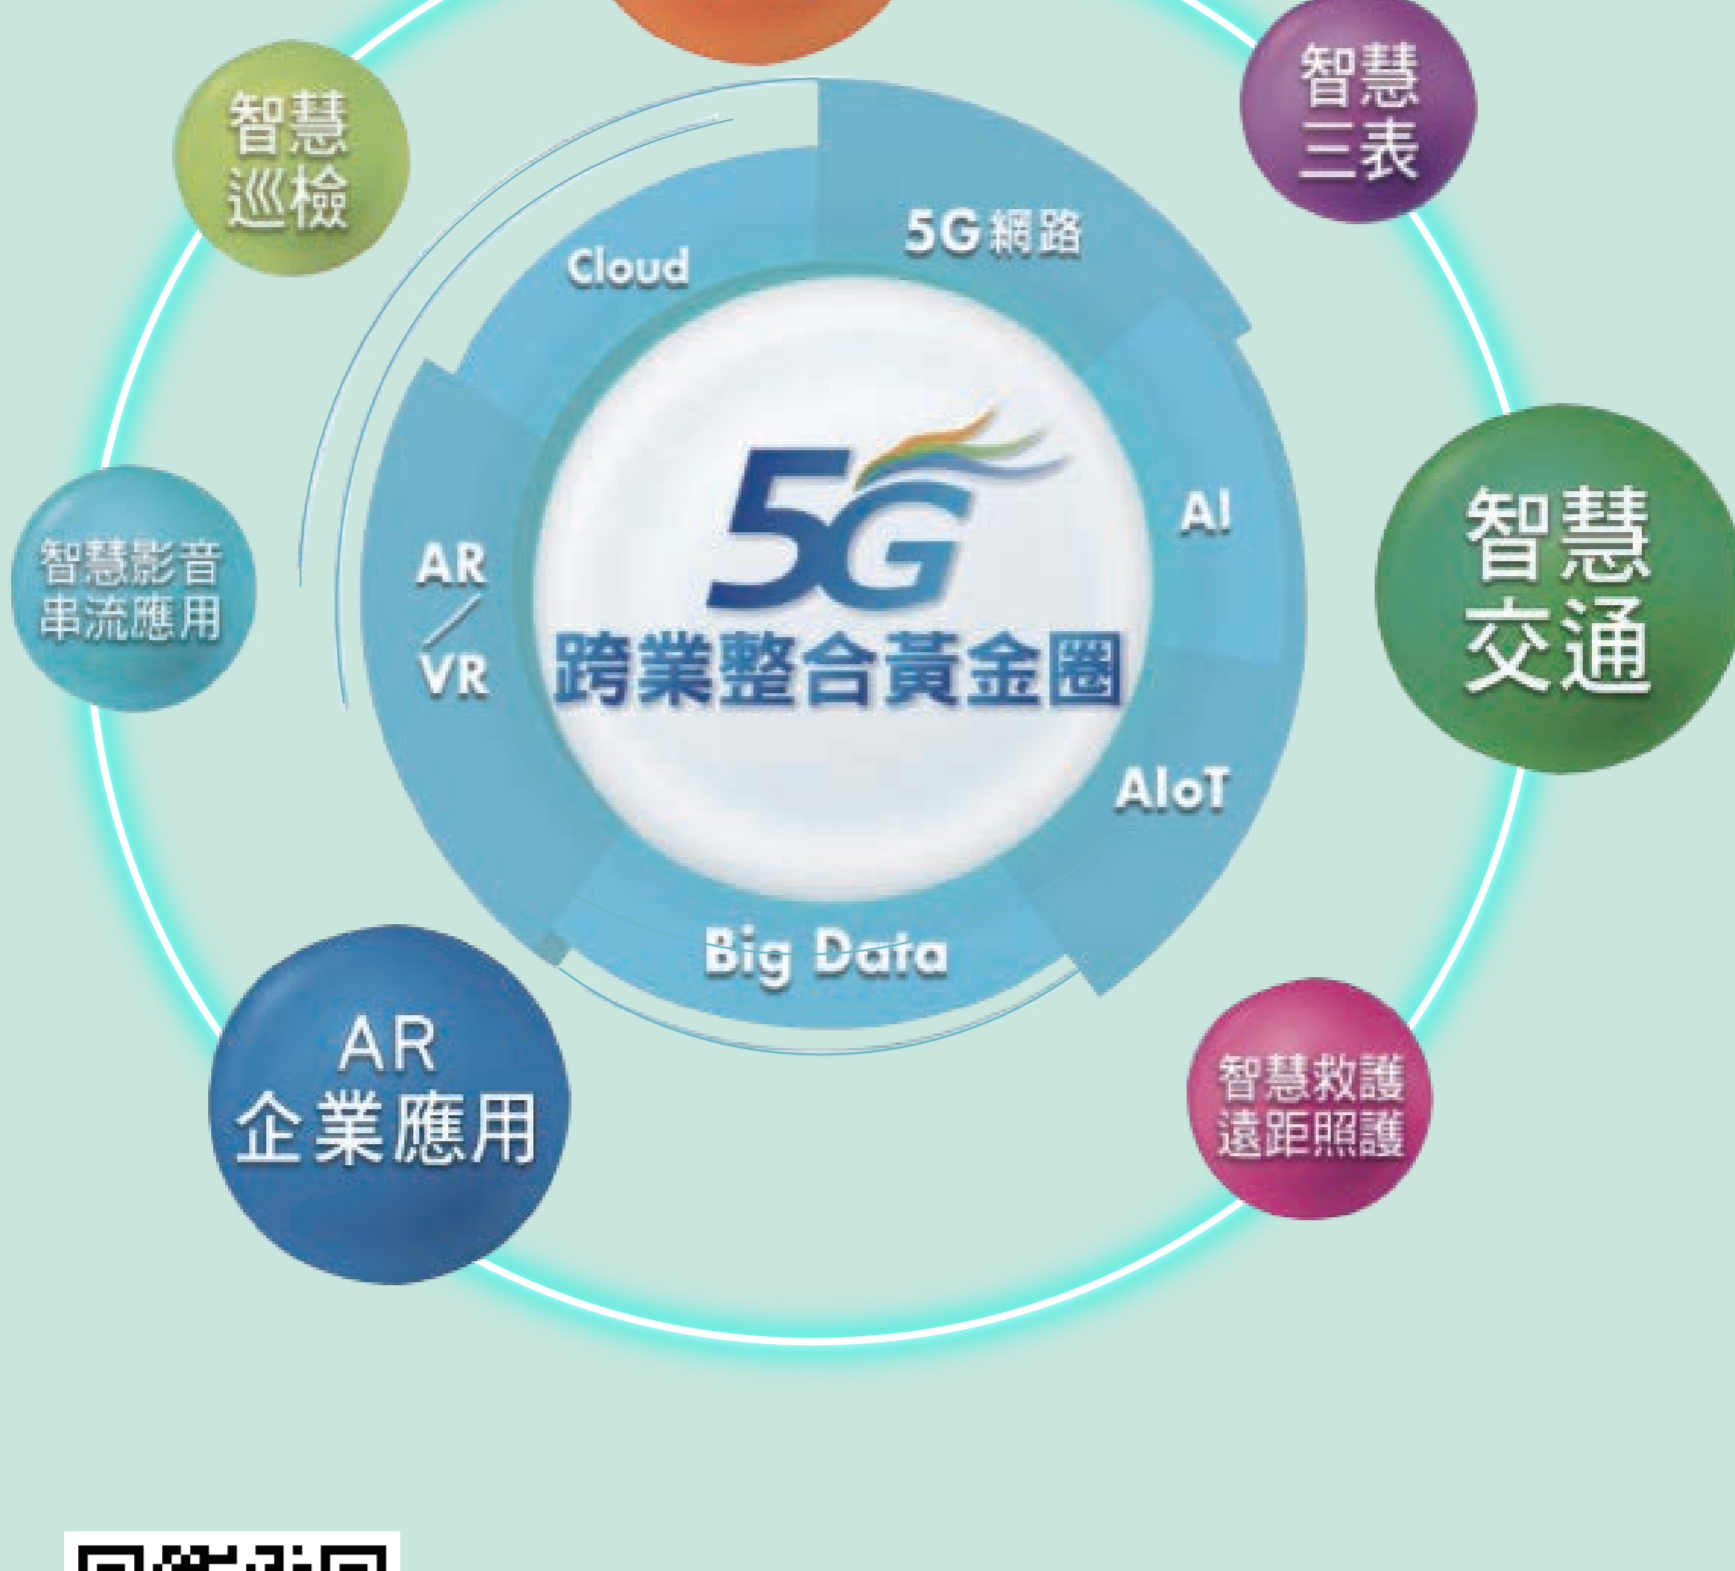 智慧
三表
智慧
巡檢
5G網路
Cloud
AI
智慧
交通
5G
跨業整合黃金圈
AR
／
VR
智慧影音
串流應用
AIoT
Big Data
AR
企業應用
智慧救護
遠距照護